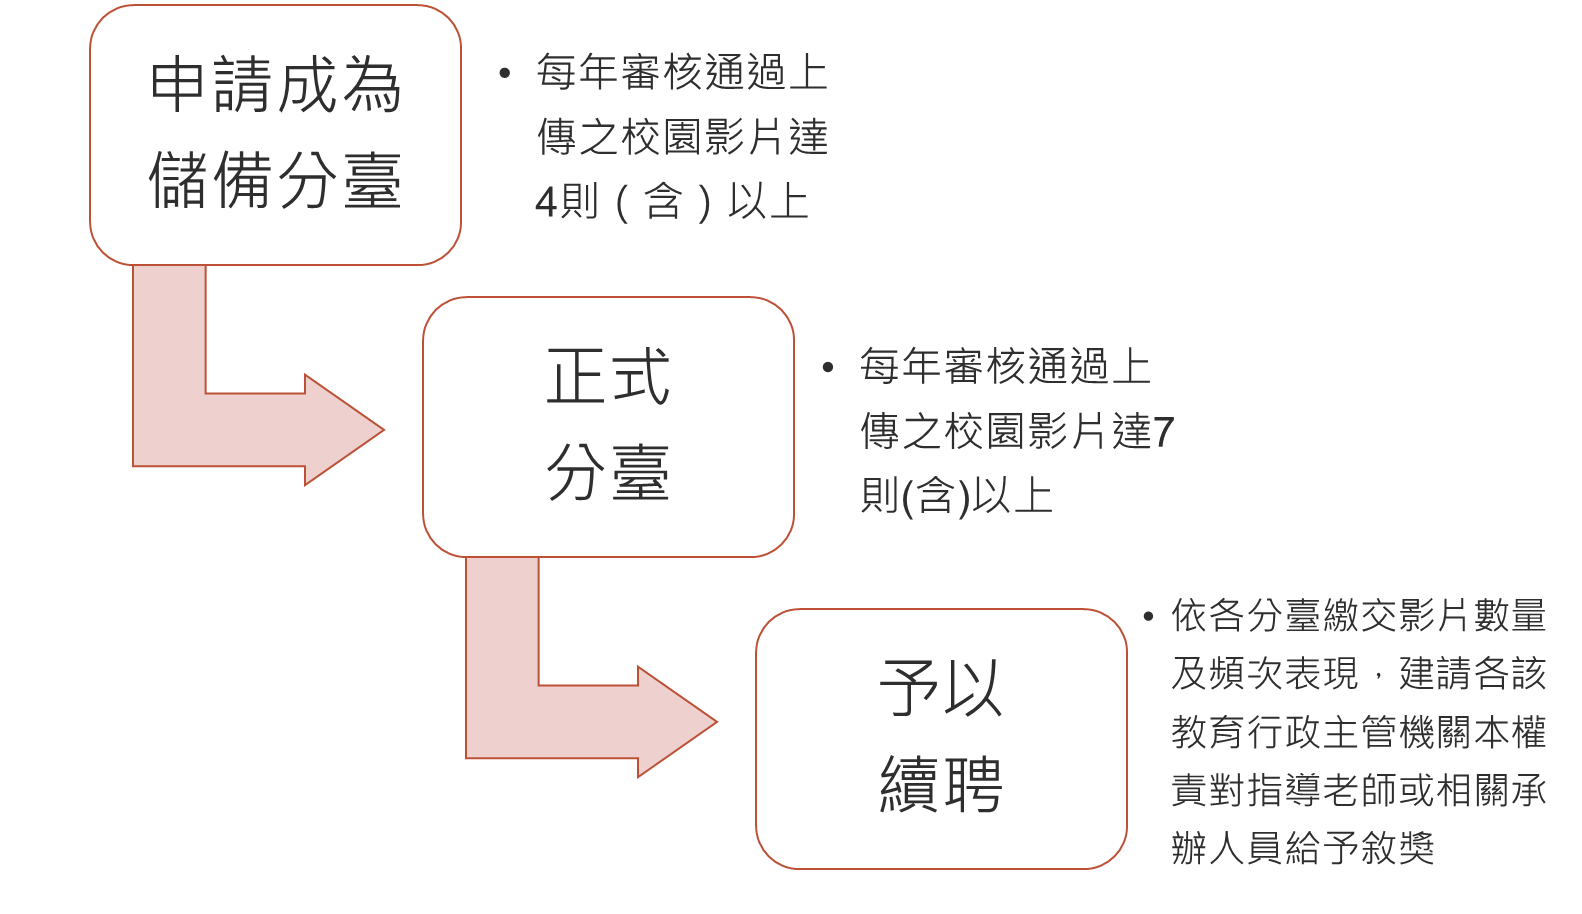 申請成為
儲備分臺
• 每年審核通過上
傳之校園影片達
4則（含）以上
正式
分臺
• 每年審核通過上
傳之校園影片達7
則(含)以上
予以
續聘
• 依各分臺繳交影片數量
及頻次表現，建請各該
教育行政主管機關本權
責對指導老師或相關承
辦人員給予敘獎